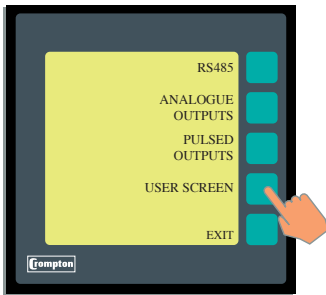 RS485
ANALOGUE
OUTPUTS
PULSED
OUTPUTS
USER SCREEN
EXIT
Crompton